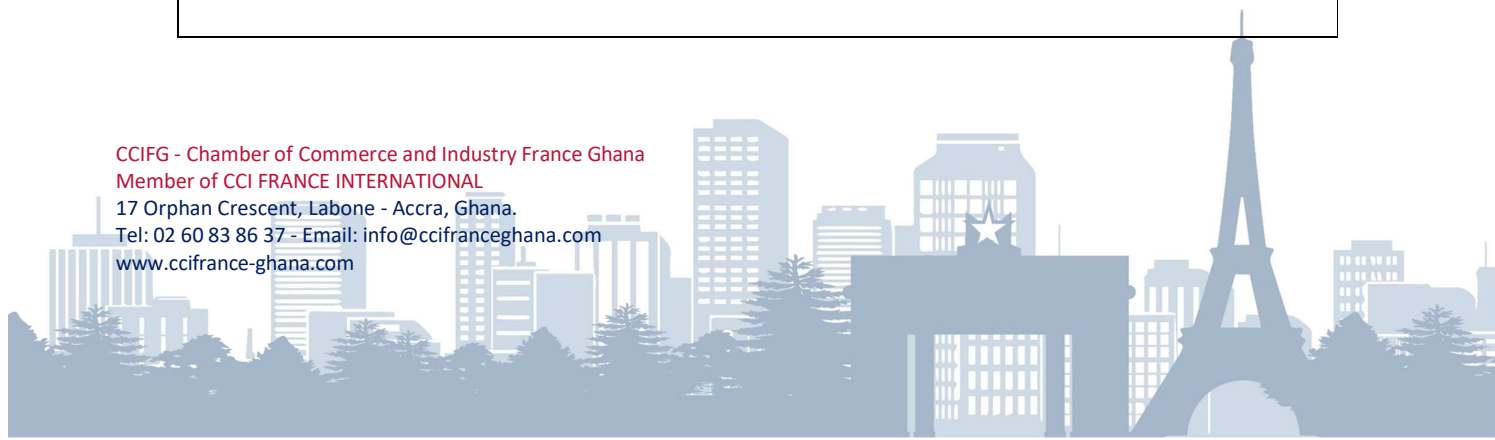 CCIFG - Chamber of Commerce and Industry France Ghana
Member of CCI FRANCE INTERNATIONAL
17 Orphan Crescent, Labone - Accra, Ghana.
Tel: 02 60 83 86 37 - Email: info@ccifranceghana.com
www.ccifrance-ghana.com